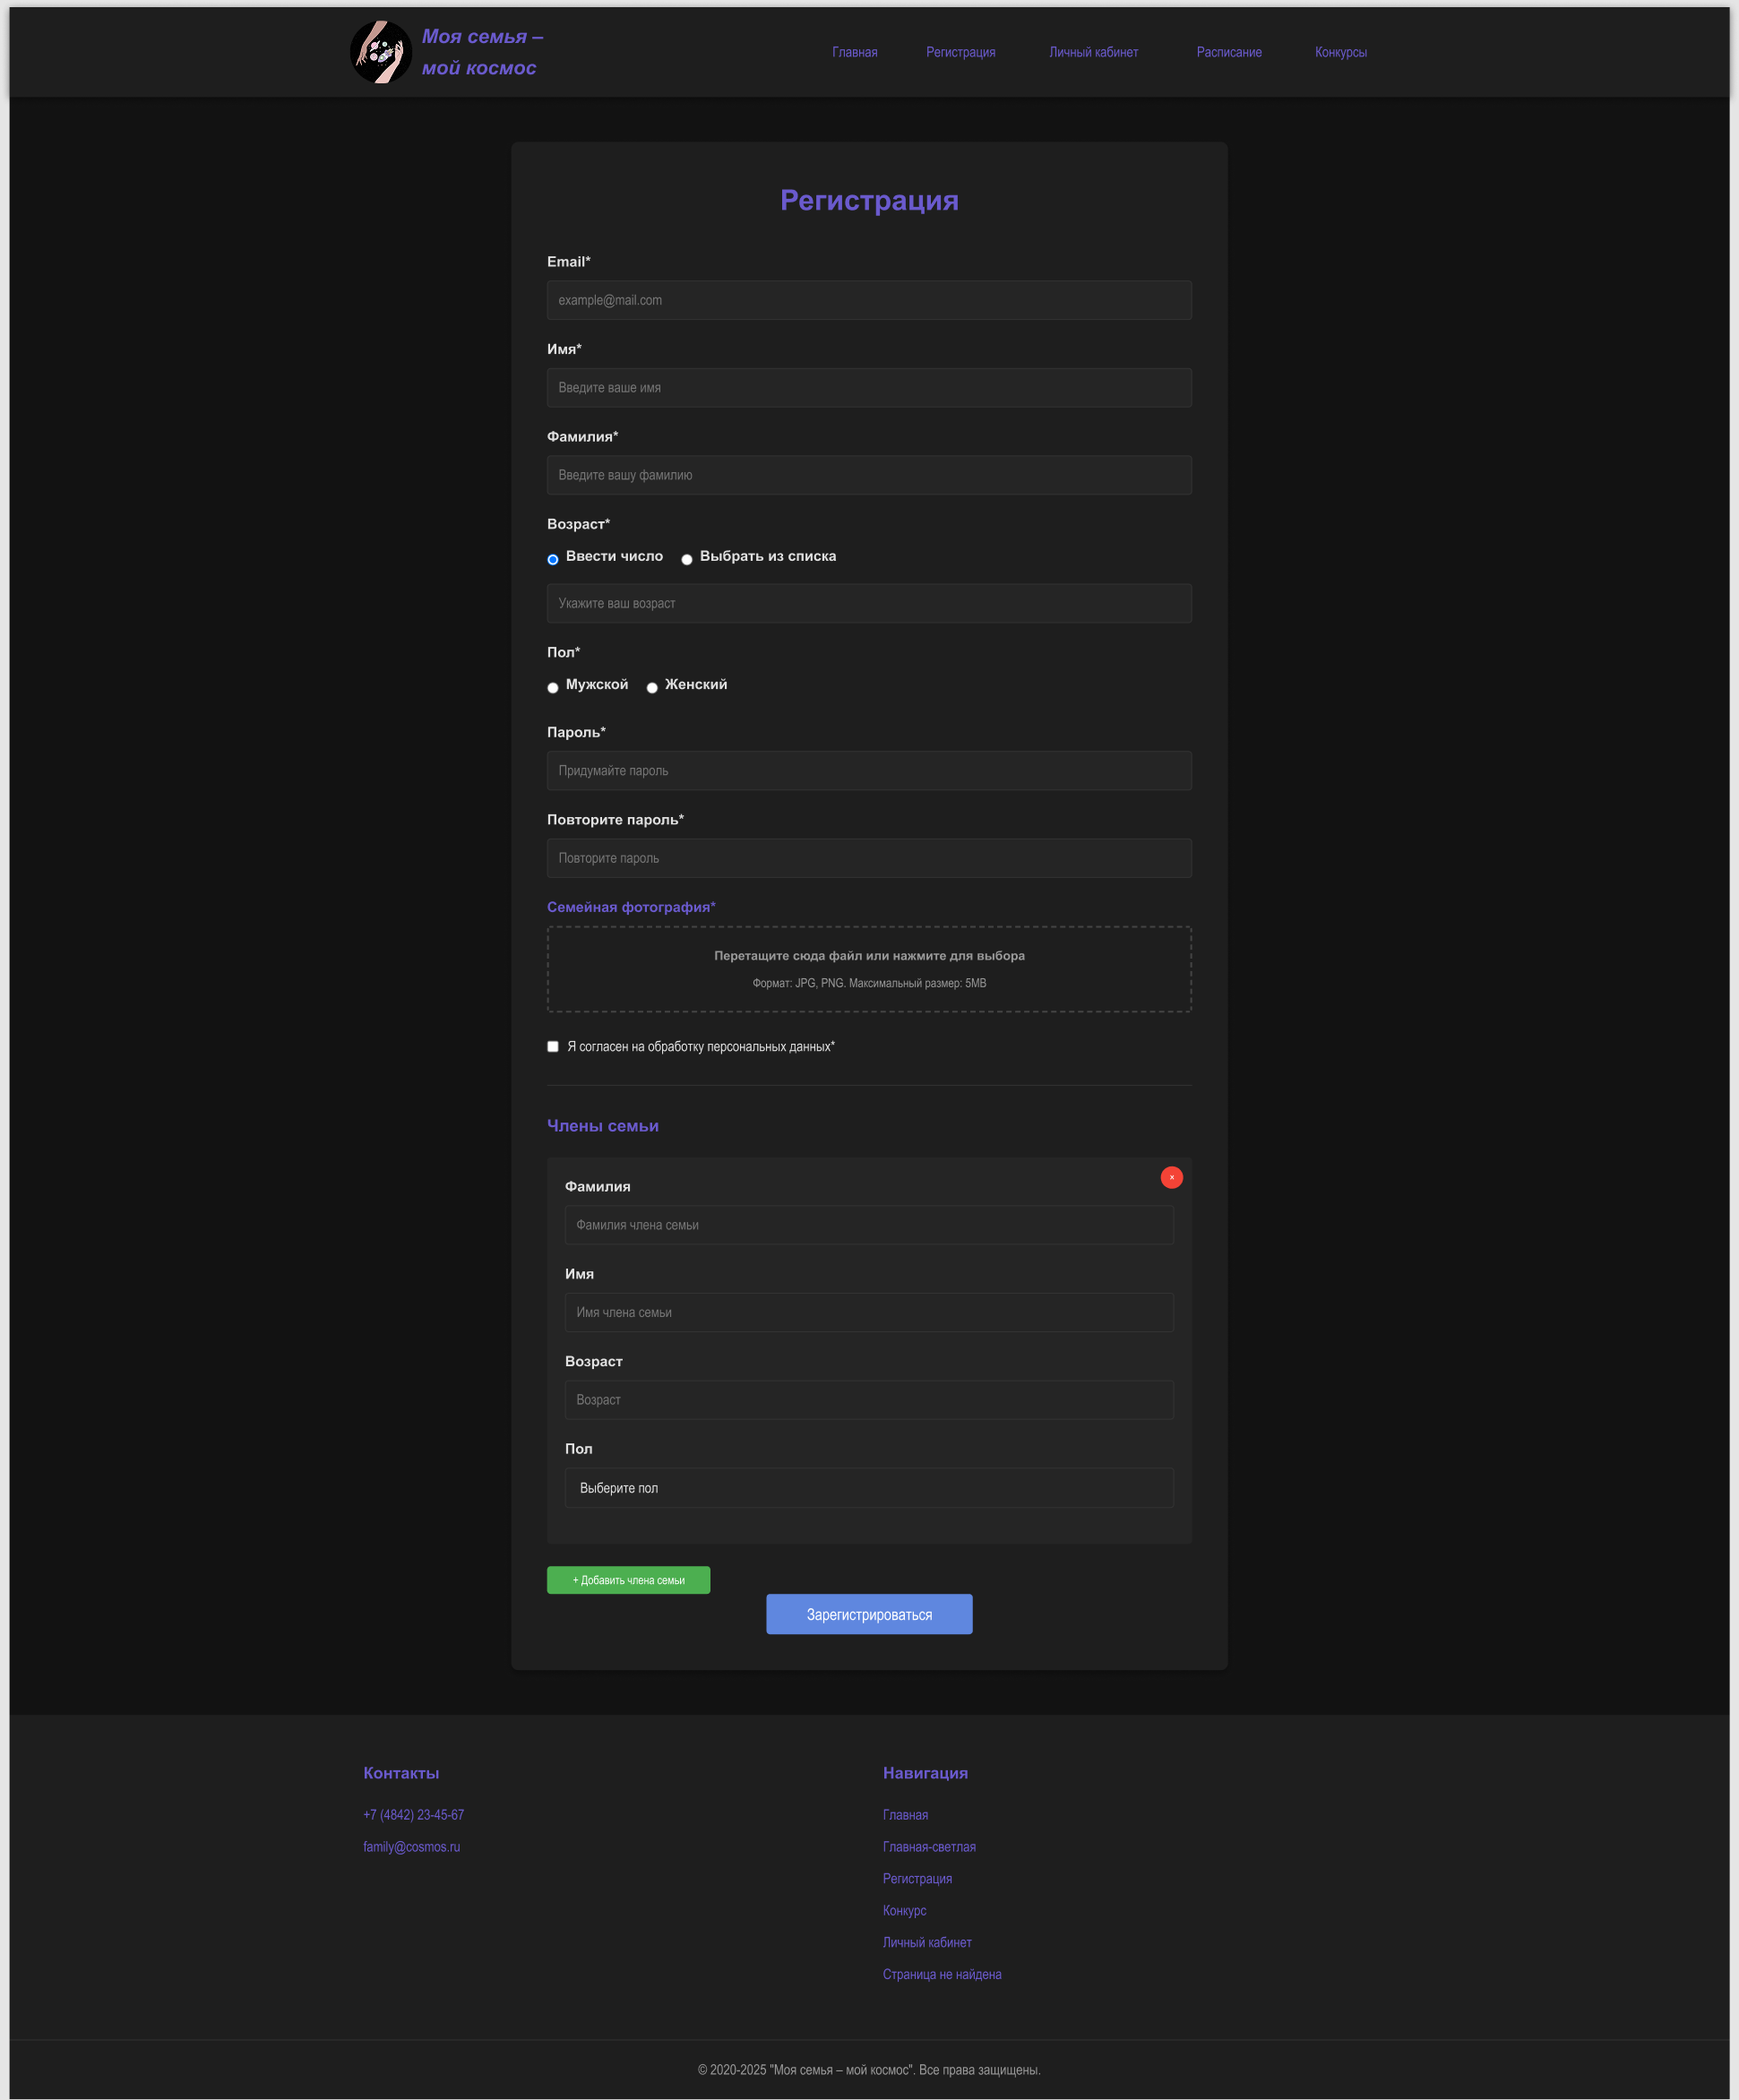 Моя семья –
мой космос
Главная Регистрация Личный кабинет Расписание Конкурсы
Регистрация
Email*
example@mail.com
Имя*
Введите ваше имя
Фамилия*
Введите вашу фамилию
Возраст*
Ввести число Выбрать из списка
Укажите ваш возраст
Пол*
Мужской Женский
Пароль*
Придумайте пароль
Повторите пароль*
Повторите пароль
Семейная фотография*
Перетащите сюда файл или нажмите для выбора
Формат: JPG, PNG. Максимальный размер: 5MB
Я согласен на обработку персональных данных*
Члены семьи
×
Фамилия
Фамилия члена семьи
Имя
Имя члена семьи
Возраст
Возраст
Пол
Выберите пол
+ Добавить члена семьи
Зарегистрироваться
Контакты
+7 (4842) 23-45-67
family@cosmos.ru
Навигация
Главная
Главная-светлая
Регистрация
Конкурс
Личный кабинет
Страница не найдена
© 2020-2025 "Моя семья – мой космос". Все права защищены.